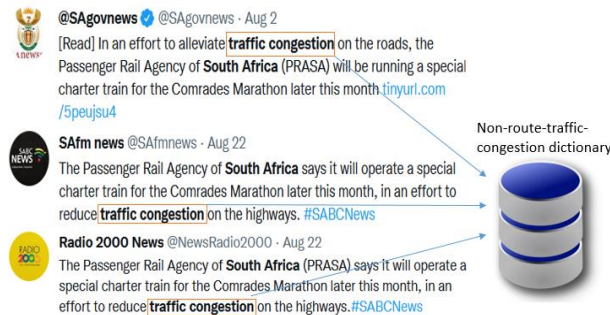 @SAgovnews @SAgovnews · Aug 2
[Read] In an effort to alleviate traffic congestion on the roads, the
Passenger Rail Agency of South Africa (PRASA) will be running a special
charter train for the Comrades Marathon later this month tinyurl.com
/5peujsu4
SAfm news @SAfmnews · Aug 22
The Passenger Rail Agency of South Africa says it will operate a special
charter train for the Comrades Marathon later this month, in an effort to
reduce traffic congestion on the highways. #SABCNews
Radio 2000 News @NewsRadio2000 · Aug 22
The Passenger Rail Agency of South Africa (PRASA) says it will operate a
special charter train for the Comrades Marathon later this month, in an
effort to reduce traffic congestion on the highways.#SABCNews
Non-route-traffic-
congestion dictionary
SABC
NEWS
RADIO